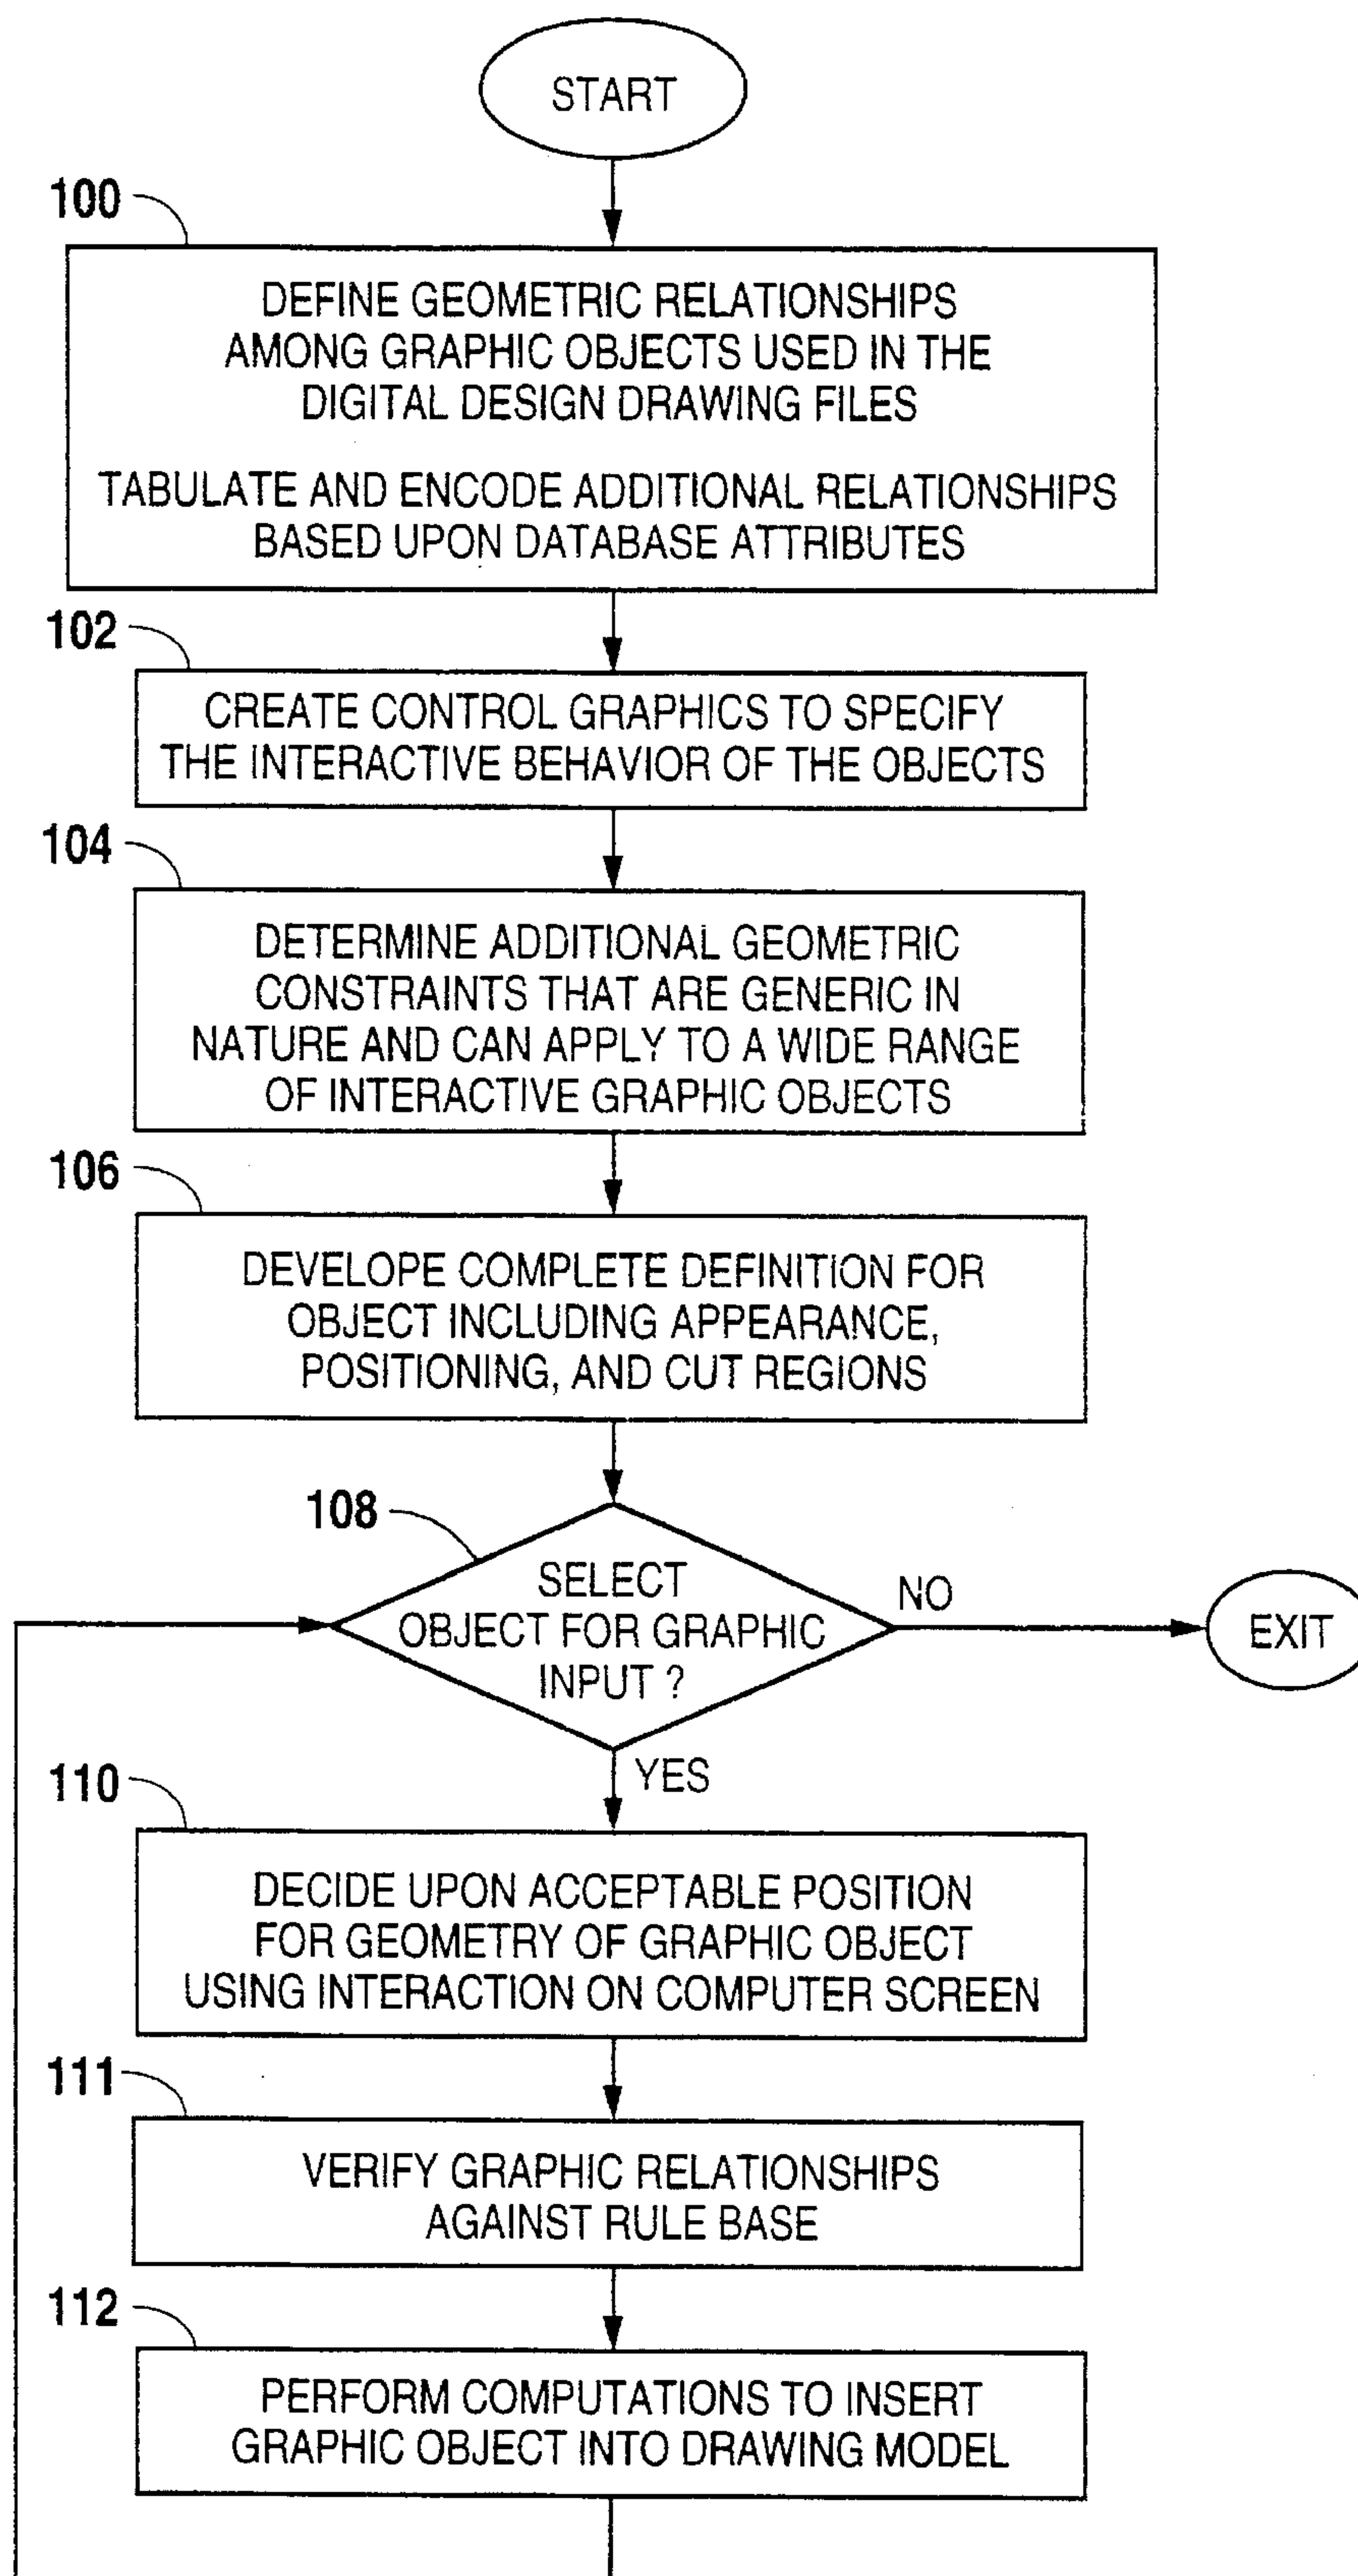 START
100
DEFINE GEOMETRIC RELATIONSHIPS
AMONG GRAPHIC OBJECTS USED IN THE
DIGITAL DESIGN DRAWING FILES
TABULATE AND ENCODE ADDITIONAL RELATIONSHIPS
BASED UPON DATABASE ATTRIBUTES
102
CREATE CONTROL GRAPHICS TO SPECIFY
THE INTERACTIVE BEHAVIOR OF THE OBJECTS
104
DETERMINE ADDITIONAL GEOMETRIC
CONSTRAINTS THAT ARE GENERIC IN
NATURE AND CAN APPLY TO A WIDE RANGE
OF INTERACTIVE GRAPHIC OBJECTS
106
DEVELOPE COMPLETE DEFINITION FOR
OBJECT INCLUDING APPEARANCE,
POSITIONING, AND CUT REGIONS
108
SELECT
OBJECT FOR GRAPHIC
INPUT ?
NO
EXIT
YES
110
DECIDE UPON ACCEPTABLE POSITION
FOR GEOMETRY OF GRAPHIC OBJECT
USING INTERACTION ON COMPUTER SCREEN
111
VERIFY GRAPHIC RELATIONSHIPS
AGAINST RULE BASE
112
PERFORM COMPUTATIONS TO INSERT
GRAPHIC OBJECT INTO DRAWING MODEL